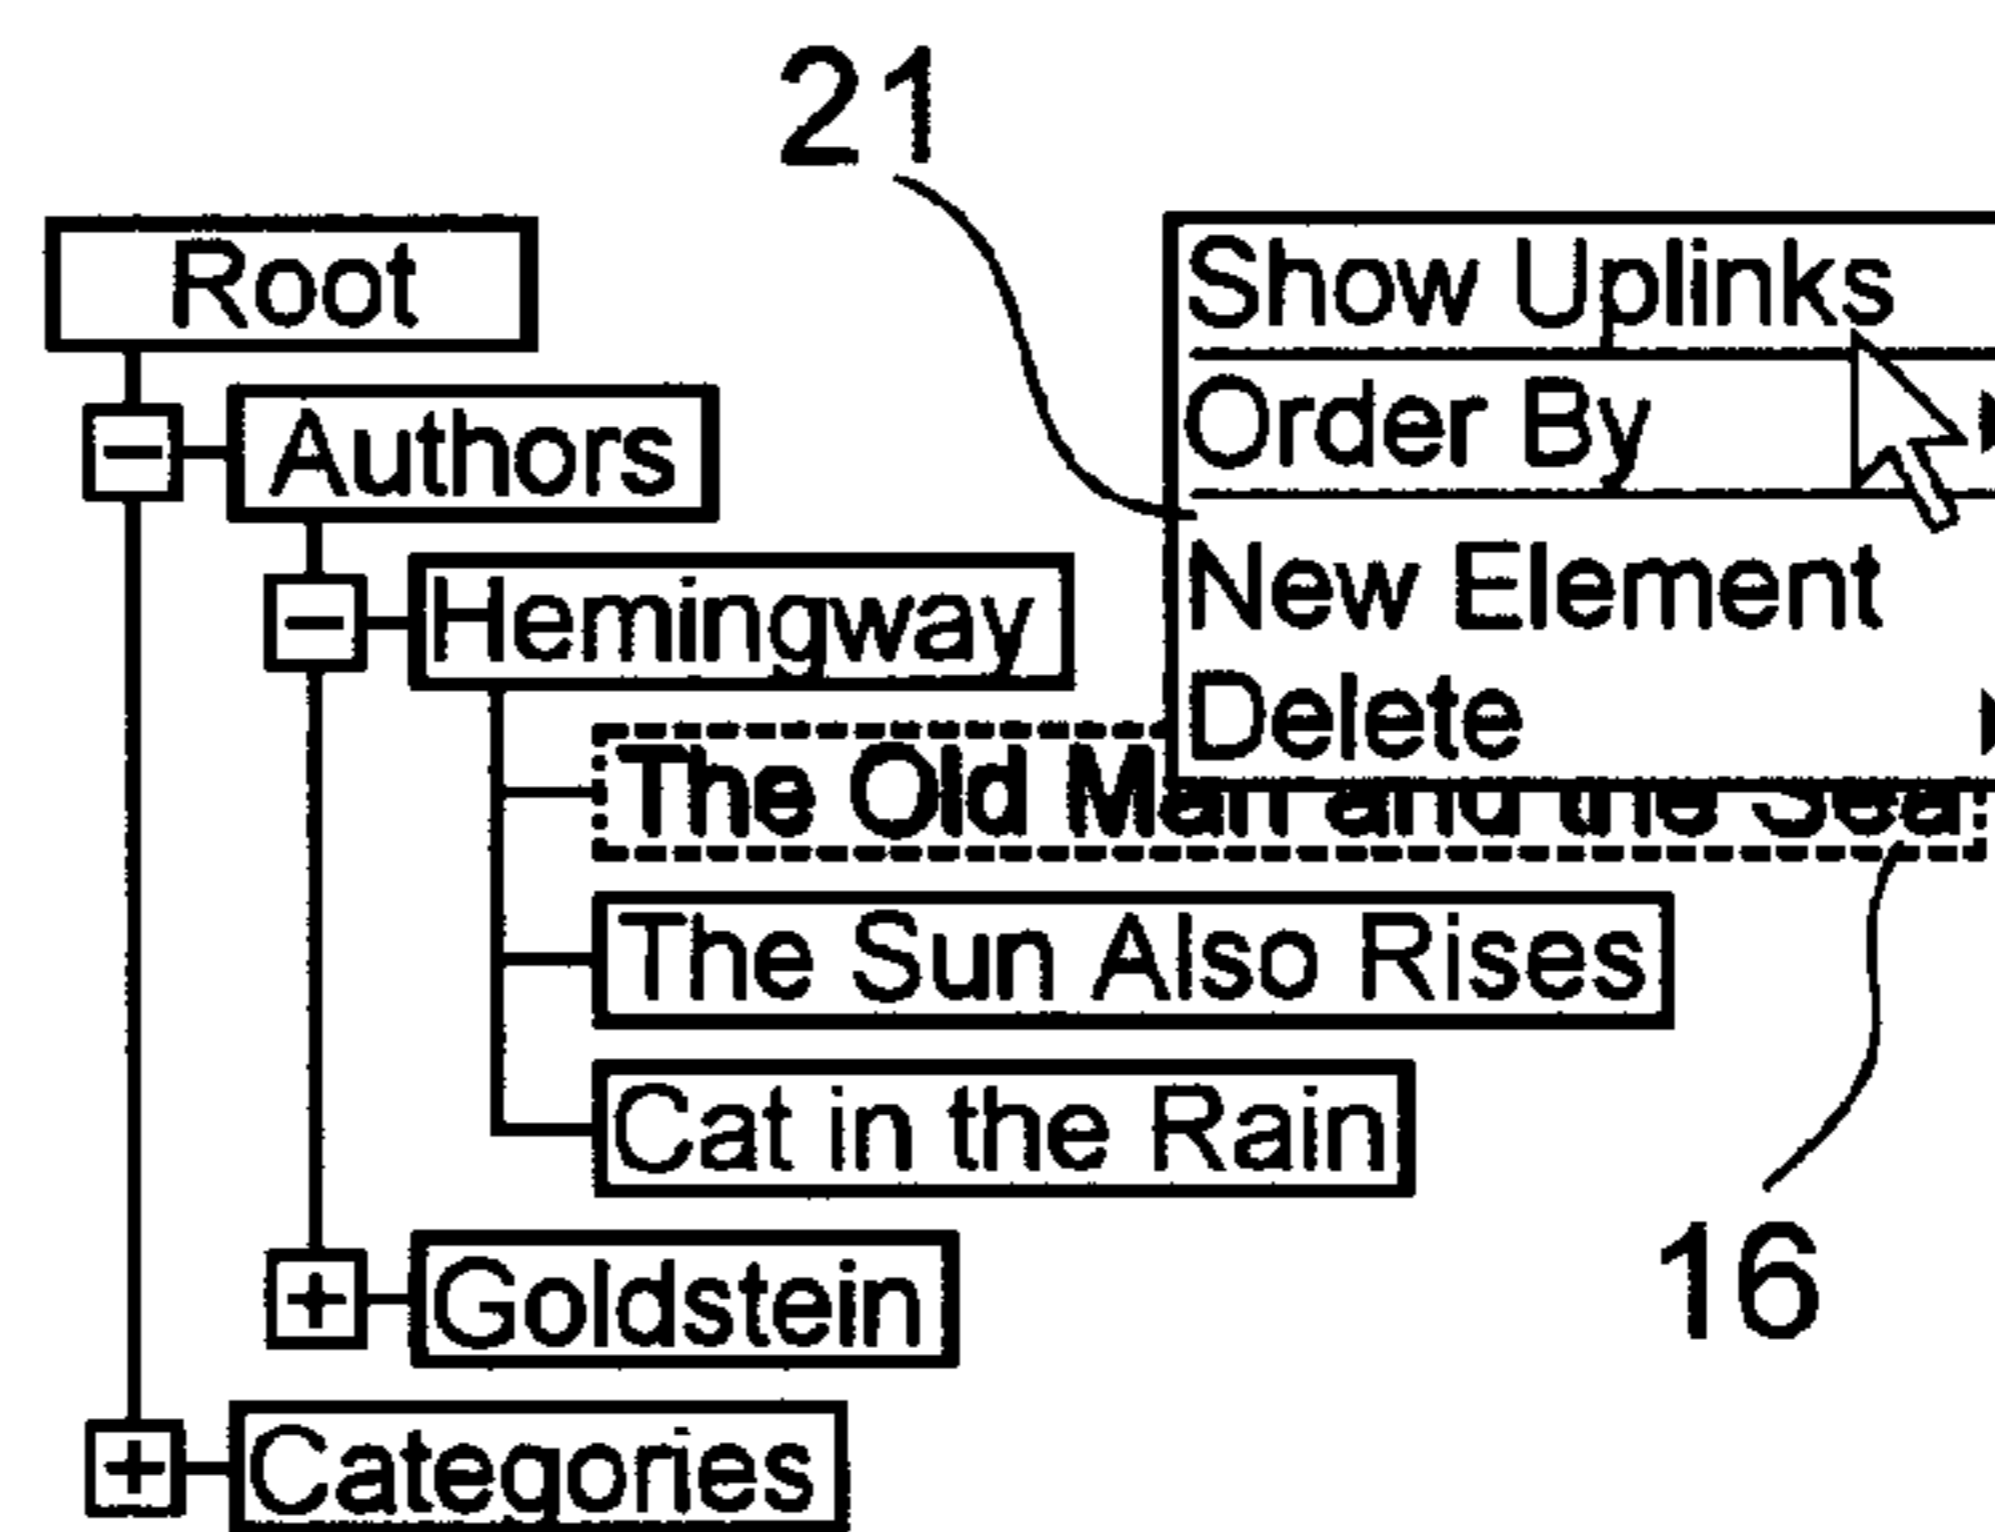 21
Root
Show Uplinks
Authors
Order By
Hemingway
New Element
Delete
The Old Man and the Sea
The Sun Also Rises
Cat in the Rain
Goldstein
16
Categories